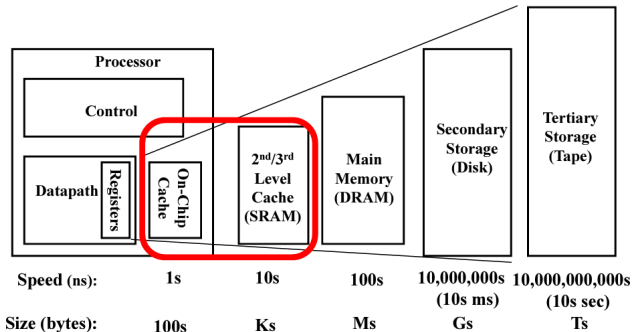 Processor
Control
Datapath
Registers
On-Chip
Cache
2nd/3rd
Level
Cache
(SRAM)
Main
Memory
(DRAM)
Secondary
Storage
(Disk)
Tertiary
Storage
(Tape)
Speed (ns): 1s 10s 100s 10,000,000s 10,000,000,000s
(10s ms) (10s sec)
Size (bytes): 100s Ks Ms Gs Ts